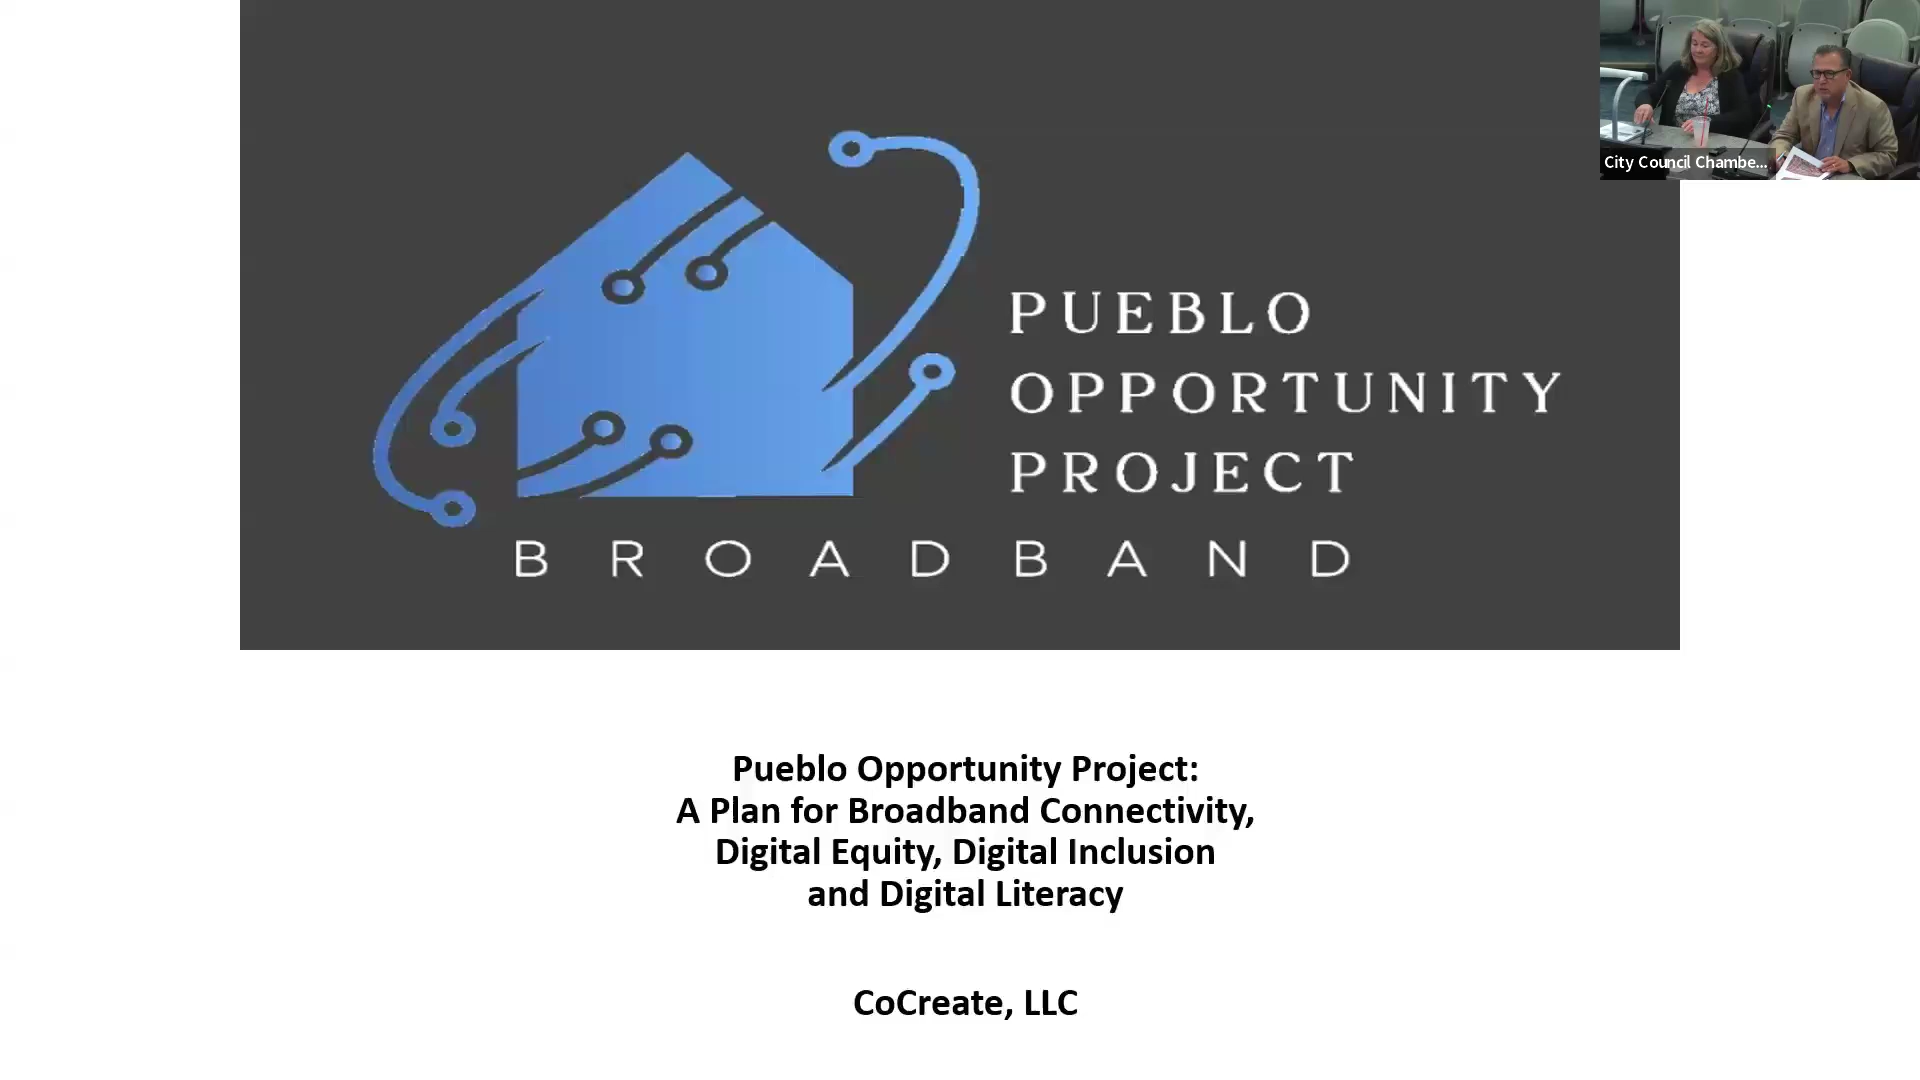 City Council Chambe...
PUEBLO
OPPORTUNITY
PROJECT
BROADBAND
Pueblo Opportunity Project:
A Plan for Broadband Connectivity,
Digital Equity, Digital Inclusion
and Digital Literacy
CoCreate, LLC